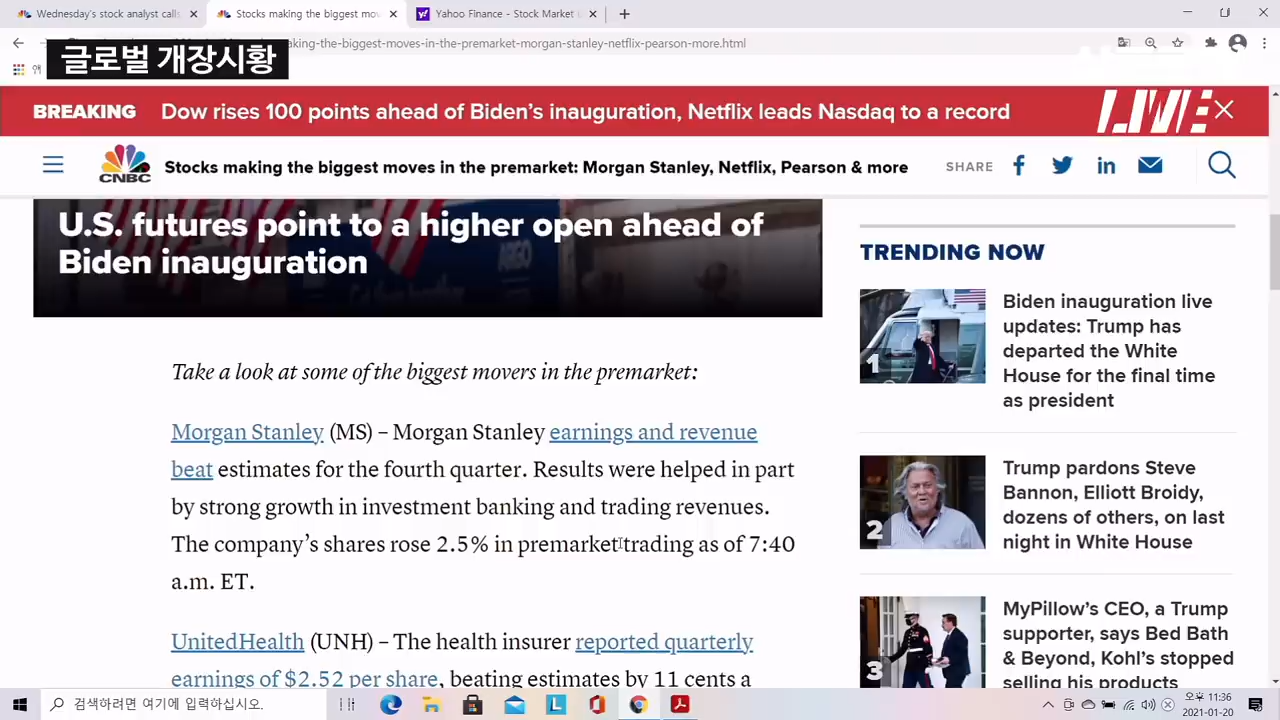 Wednesday's stock analyst calls
Stocks making the biggest mov
Yahoo Finance - Stock Market
aking-the-biggest-moves-in-the-premarket-morgan-stanley-netflix-pearson-more.html
글로벌 개장시황
BREAKING Dow rises 100 points ahead of Biden's inauguration, Netflix leads Nasdaq to a record LIVE
CNBC Stocks making the biggest moves in the premarket: Morgan Stanley, Netflix, Pearson & more SHARE
U.S. futures point to a higher open ahead of
Biden inauguration
Take a look at some of the biggest movers in the premarket:
Morgan Stanley (MS) – Morgan Stanley earnings and revenue
beat estimates for the fourth quarter. Results were helped in part
by strong growth in investment banking and trading revenues.
The company's shares rose 2.5% in premarket trading as of 7:40
a.m. ET.
UnitedHealth (UNH) – The health insurer reported quarterly
earnings of $2.52 per share, beating estimates by 11 cents a
TRENDING NOW
1
Biden inauguration live
updates: Trump has
departed the White
House for the final time
as president
2
Trump pardons Steve
Bannon, Elliott Broidy,
dozens of others, on last
night in White House
3
MyPillow's CEO, a Trump
supporter, says Bed Bath
& Beyond, Kohl's stopped
selling his products
검색하려면 여기에 입력하십시오.
오후 11:36
2021-01-20